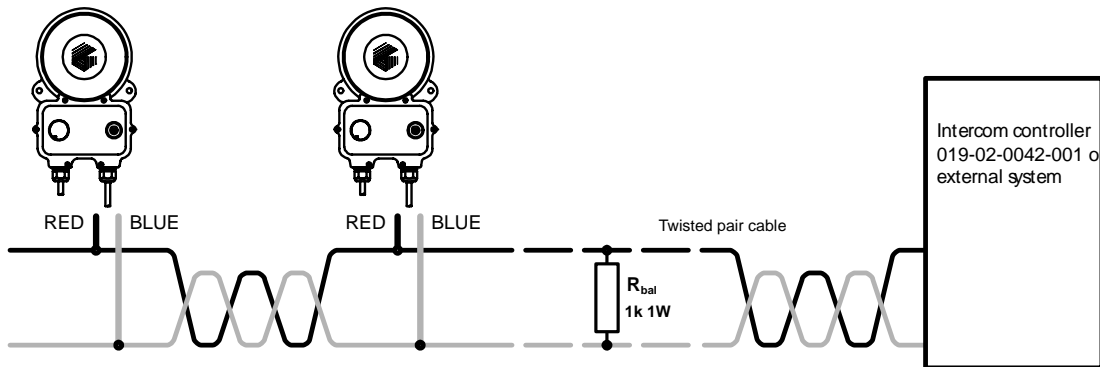 RED BLUE
RED BLUE
Twisted pair cable
Rbal
1k 1W
Intercom controller
019-02-0042-001 o
external system